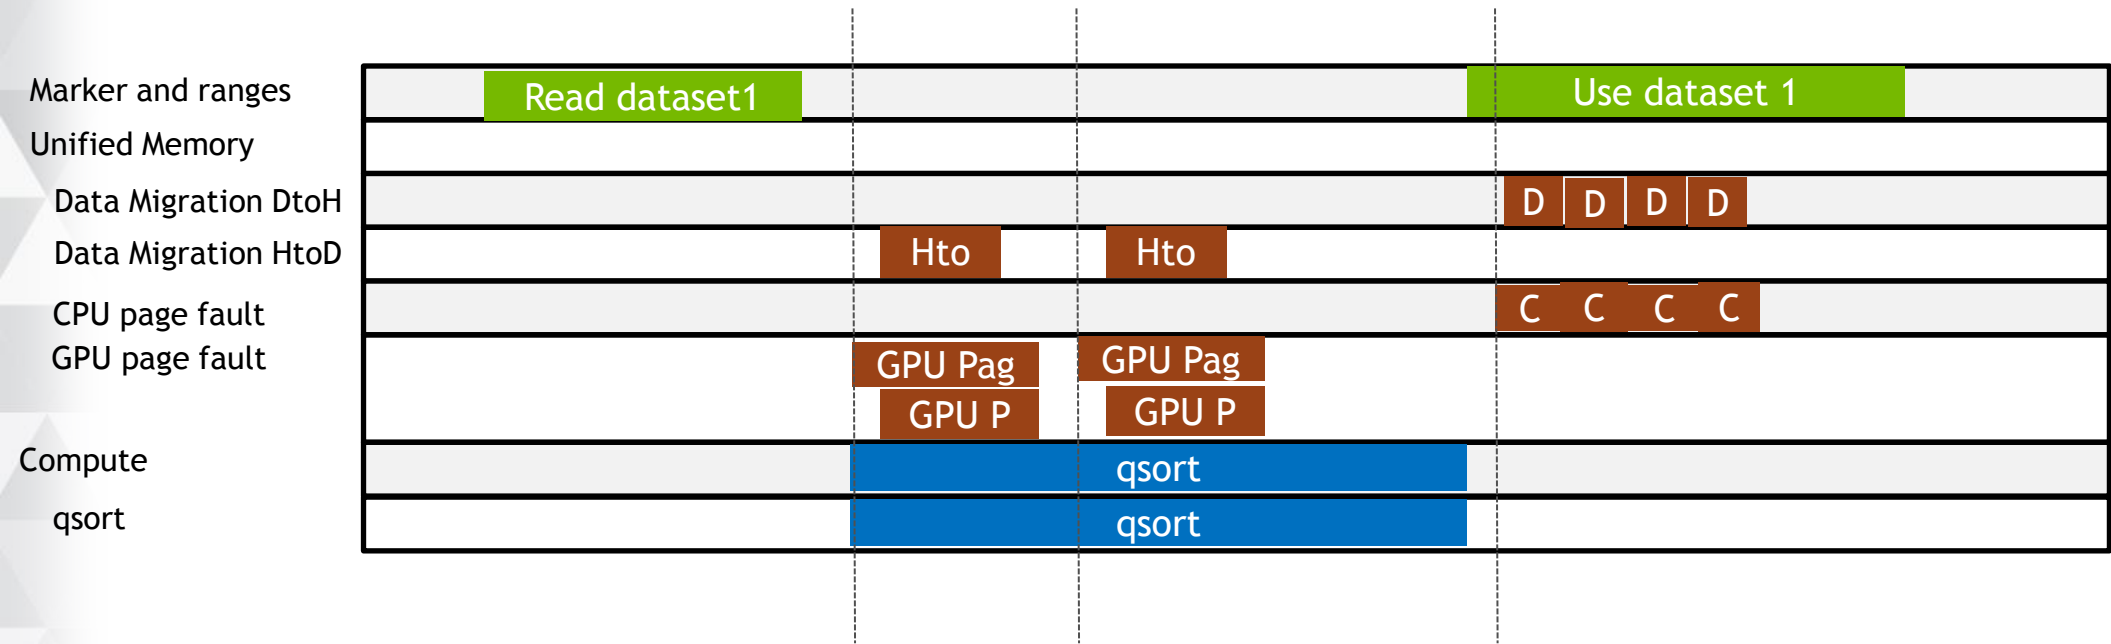 Marker and ranges Read dataset1 Use dataset 1
Unified Memory
Data Migration DtoH D D D D
Data Migration HtoD Hto Hto
CPU page fault C C C C
GPU page fault GPU Pag GPU Pag
GPU P GPU P
Compute qsort
qsort qsort